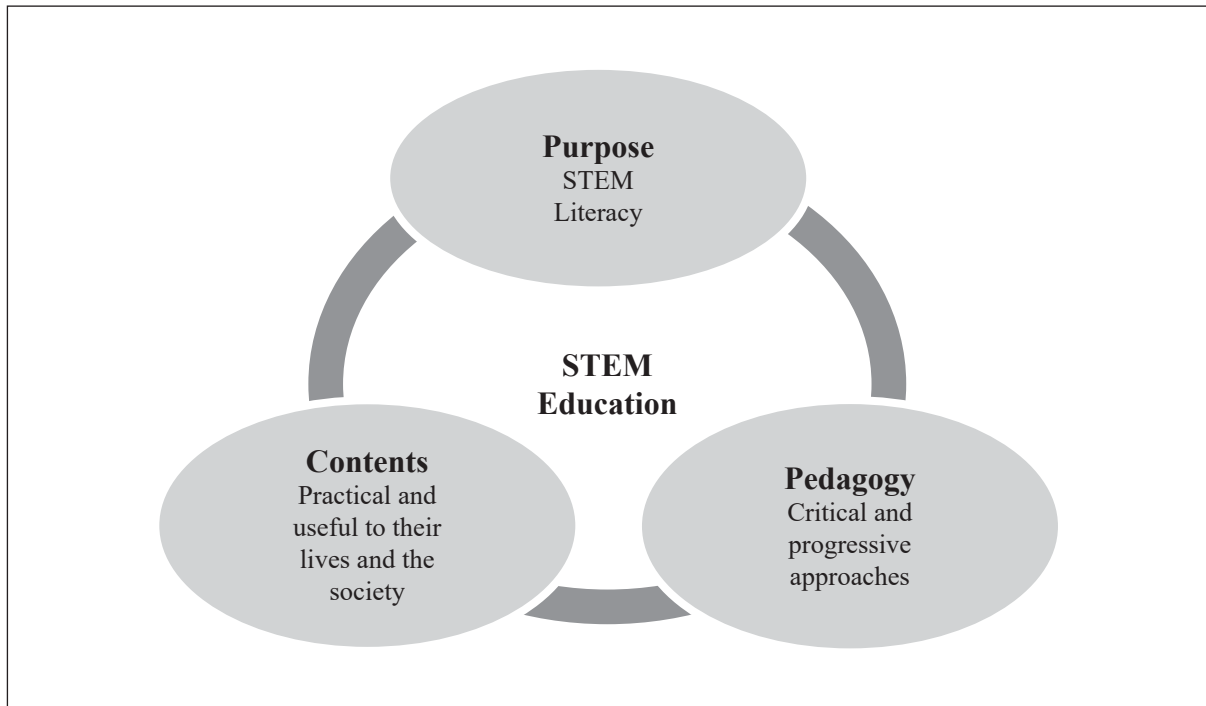 Purpose
STEM
Literacy
STEM
Education
Contents
Practical and
useful to their
lives and the
society
Pedagogy
Critical and
progressive
approaches